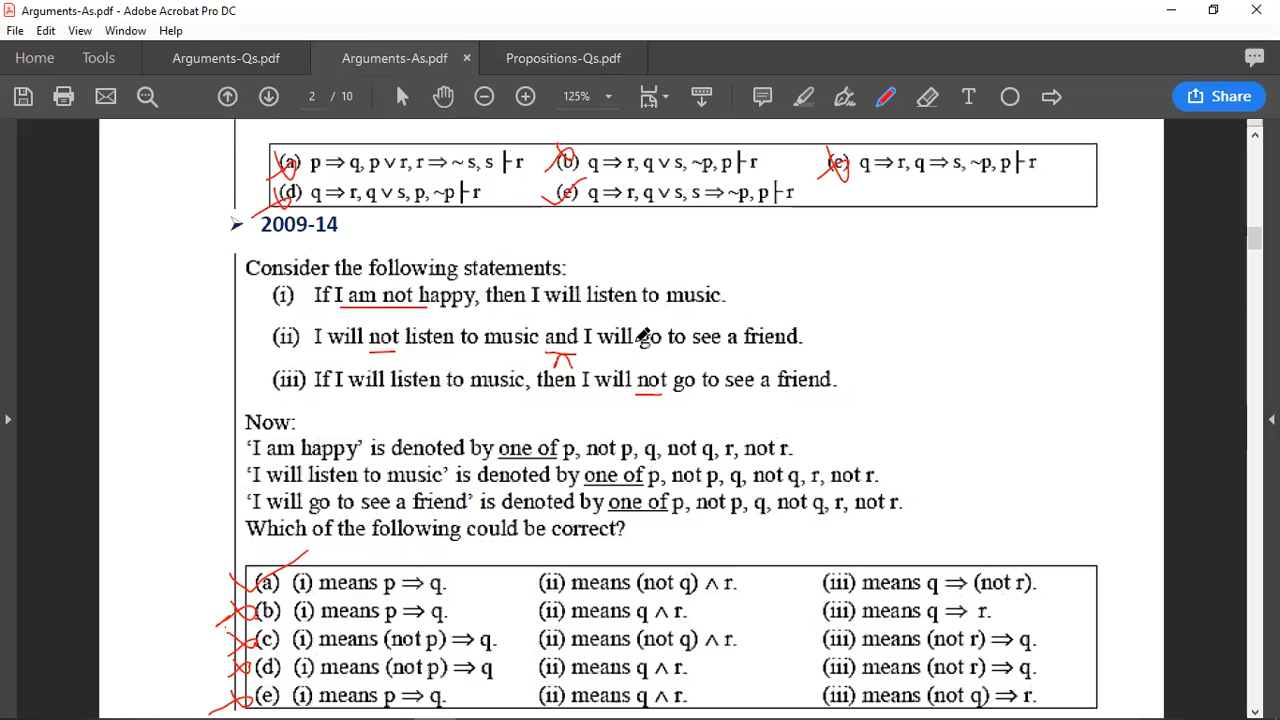 Arguments-As.pdf - Adobe Acrobat Pro DC
File Edit View Window Help
Home Tools Arguments-Qs.pdf Arguments-As.pdf × Propositions-Qs.pdf
2 / 10 125% Share
(a) p ⇒ q, p ∨ r, r ⇒ ~ s, s ├ r (b) q ⇒ r, q ∨ s, ~p, p ├ r (c) q ⇒ r, q ⇒ s, ~p, p ├ r
(d) q ⇒ r, q ∨ s, p, ~p ├ r (e) q ⇒ r, q ∨ s, s ⇒ ~p, p ├ r
➢ 2009-14
Consider the following statements:
(i) If I am not happy, then I will listen to music.
(ii) I will not listen to music and I will go to see a friend.
∧
(iii) If I will listen to music, then I will not go to see a friend.
Now:
‘I am happy’ is denoted by one of p, not p, q, not q, r, not r.
‘I will listen to music’ is denoted by one of p, not p, q, not q, r, not r.
‘I will go to see a friend’ is denoted by one of p, not p, q, not q, r, not r.
Which of the following could be correct?
(a) (i) means p ⇒ q. (ii) means (not q) ∧ r. (iii) means q ⇒ (not r).
(b) (i) means p ⇒ q. (ii) means q ∧ r. (iii) means q ⇒ r.
(c) (i) means (not p) ⇒ q. (ii) means (not q) ∧ r. (iii) means (not r) ⇒ q.
(d) (i) means (not p) ⇒ q (ii) means q ∧ r. (iii) means (not r) ⇒ q.
(e) (i) means p ⇒ q. (ii) means q ∧ r. (iii) means (not q) ⇒ r.